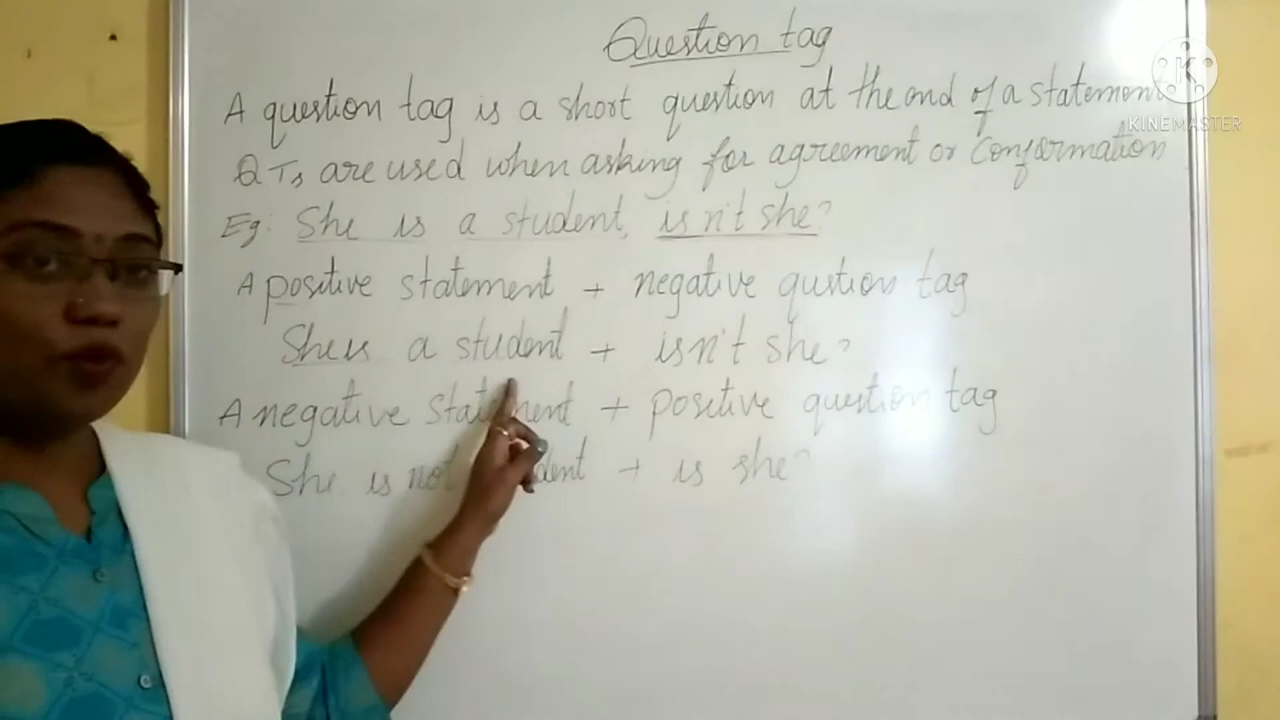 Question tag
A question tag is a short question at the end of a statement
QTs are used when asking for agreement or Conformation
Eg: She is a student, isn't she?
A positive statement + negative qustion tag
She is a student + isn't she?
A negative statement + positive question tag
She is not + is she?
KINEMASTER